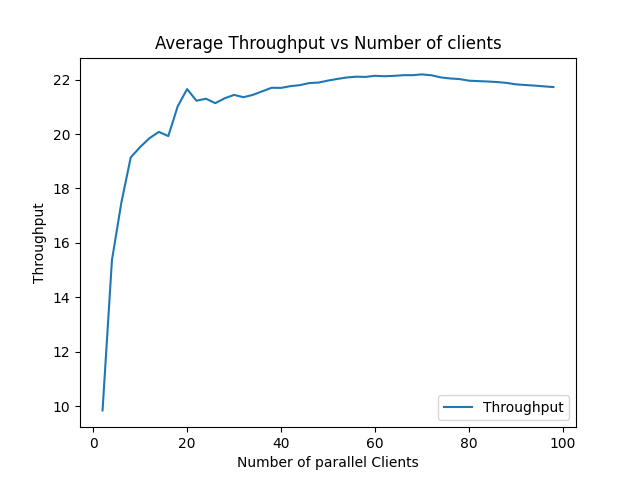 Average Throughput vs Number of clients
Throughput
22
20
18
16
14
12
10
0 20 40 60 80 100
Number of parallel Clients
Throughput